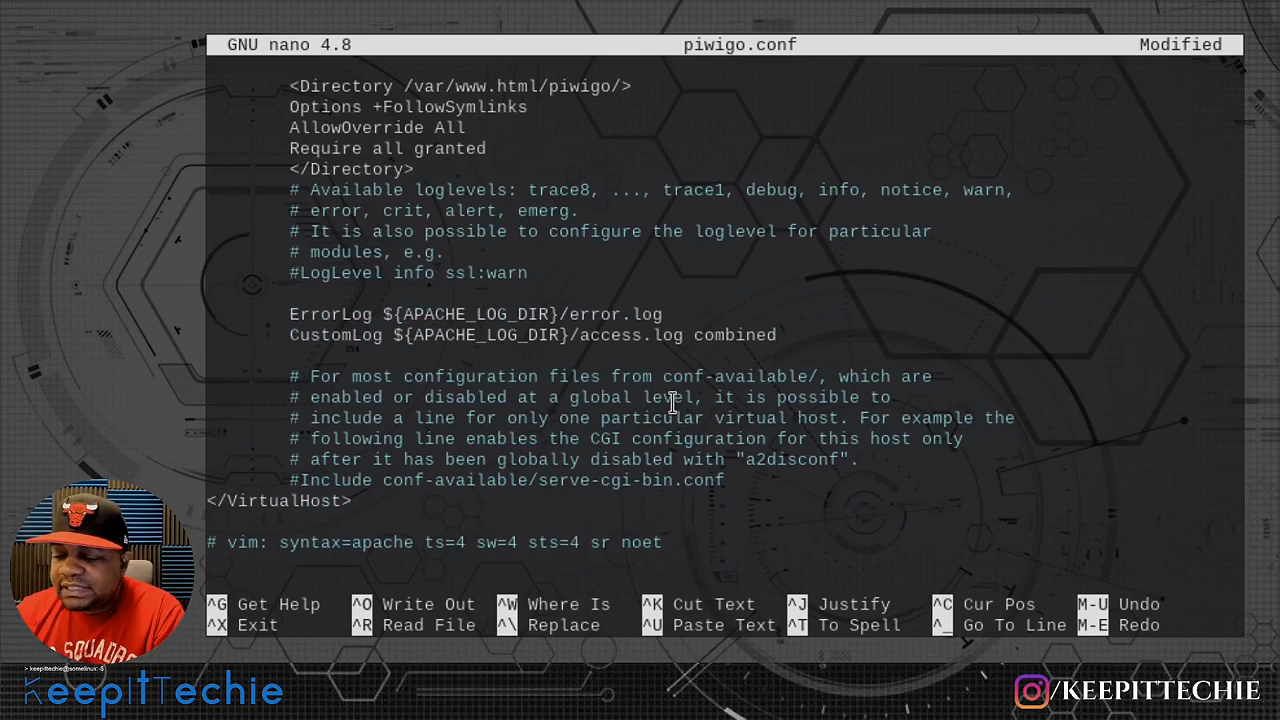 GNU nano 4.8 piwigo.conf Modified
<Directory /var/www.html/piwigo/>
Options +FollowSymlinks
AllowOverride All
Require all granted
</Directory>
# Available loglevels: trace8, ..., trace1, debug, info, notice, warn,
# error, crit, alert, emerg.
# It is also possible to configure the loglevel for particular
# modules, e.g.
#LogLevel info ssl:warn
ErrorLog ${APACHE_LOG_DIR}/error.log
CustomLog ${APACHE_LOG_DIR}/access.log combined
# For most configuration files from conf-available/, which are
# enabled or disabled at a global level, it is possible to
# include a line for only one particular virtual host. For example the
# following line enables the CGI configuration for this host only
# after it has been globally disabled with "a2disconf".
#Include conf-available/serve-cgi-bin.conf
</VirtualHost>
# vim: syntax=apache ts=4 sw=4 sts=4 sr noet
^G Get Help ^O Write Out ^W Where Is ^K Cut Text ^J Justify ^C Cur Pos M-U Undo
^X Exit ^R Read File ^\ Replace ^U Paste Text ^T To Spell ^_ Go To Line M-E Redo
SQUADRO
> keepittechie@somelinux:~$
KeepItTechie
/KEEPITTECHIE